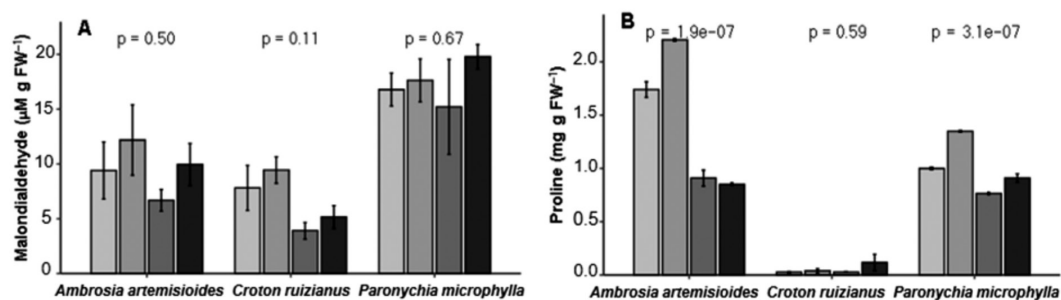 A
p = 0.50
p = 0.11
p = 0.67
Malondialdehyde (µM g FW⁻¹)
20
15
10
5
0
Ambrosia artemisioides
Croton ruizianus
Paronychia microphylla
B
p = 1.9e−07
p = 0.59
p = 3.1e−07
Proline (mg g FW⁻¹)
2.0
1.5
1.0
0.5
0.0
Ambrosia artemisioides
Croton ruizianus
Paronychia microphylla